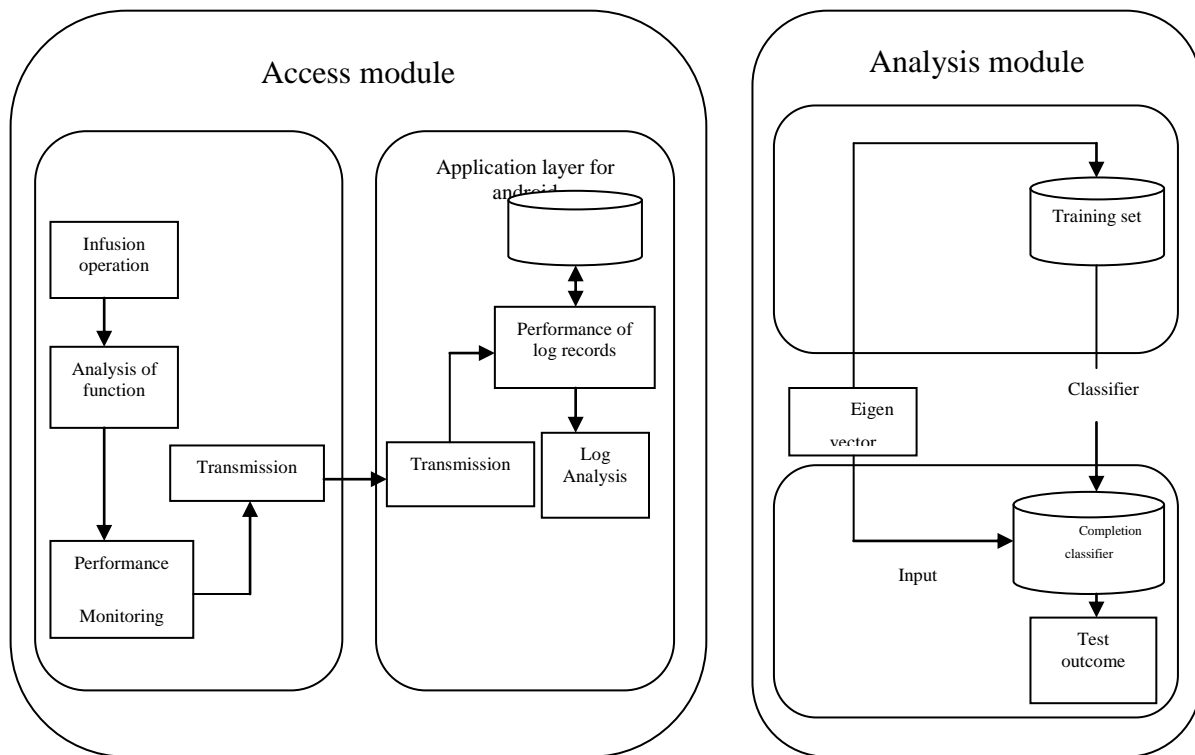 Access module
Application layer for
android
Infusion
operation
Analysis of
function
Performance
Monitoring
Transmission
Transmission
Performance of
log records
Log
Analysis
Analysis module
Training set
Eigen
vector
Classifier
Input
Completion
classifier
Test
outcome